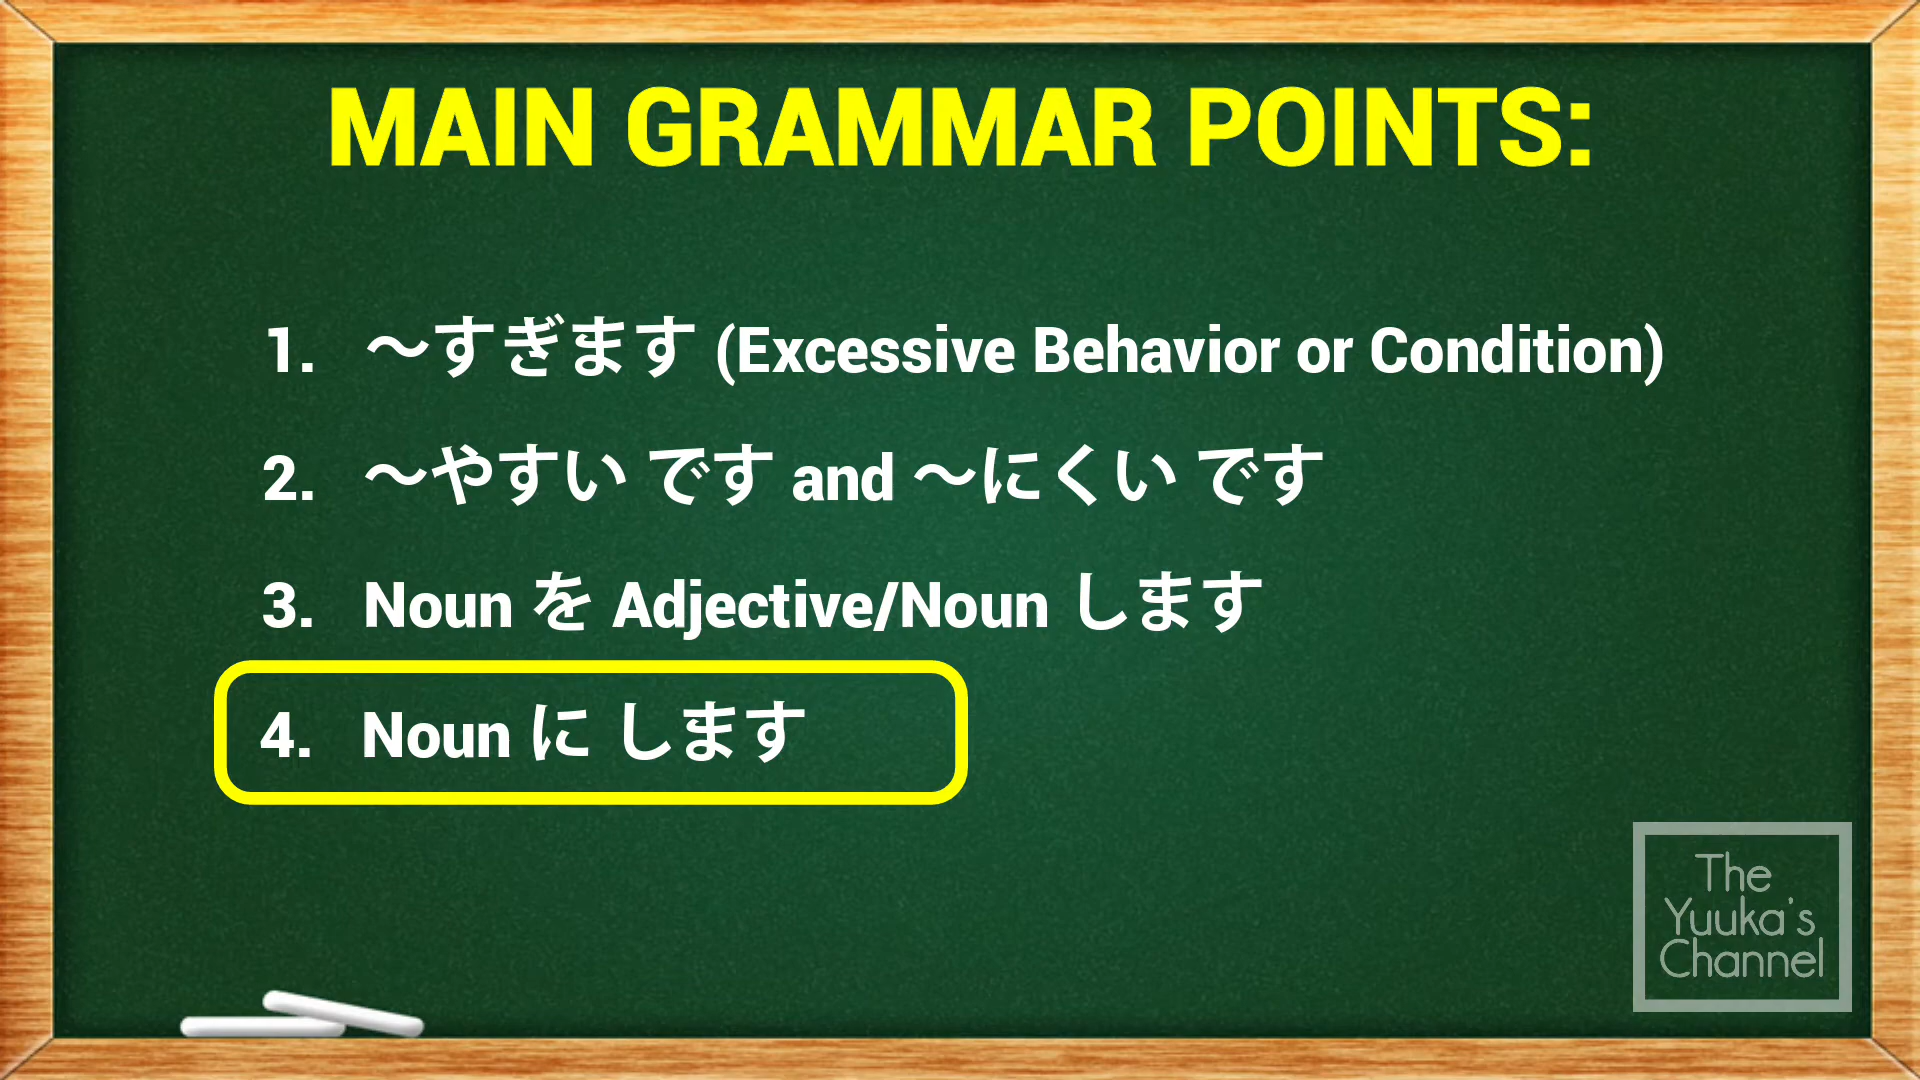 MAIN GRAMMAR POINTS:
1. ～すぎます (Excessive Behavior or Condition)
2. ～やすい です and ～にくい です
3. Noun を Adjective/Noun します
4. Noun に します
The
Yuuka's
Channel